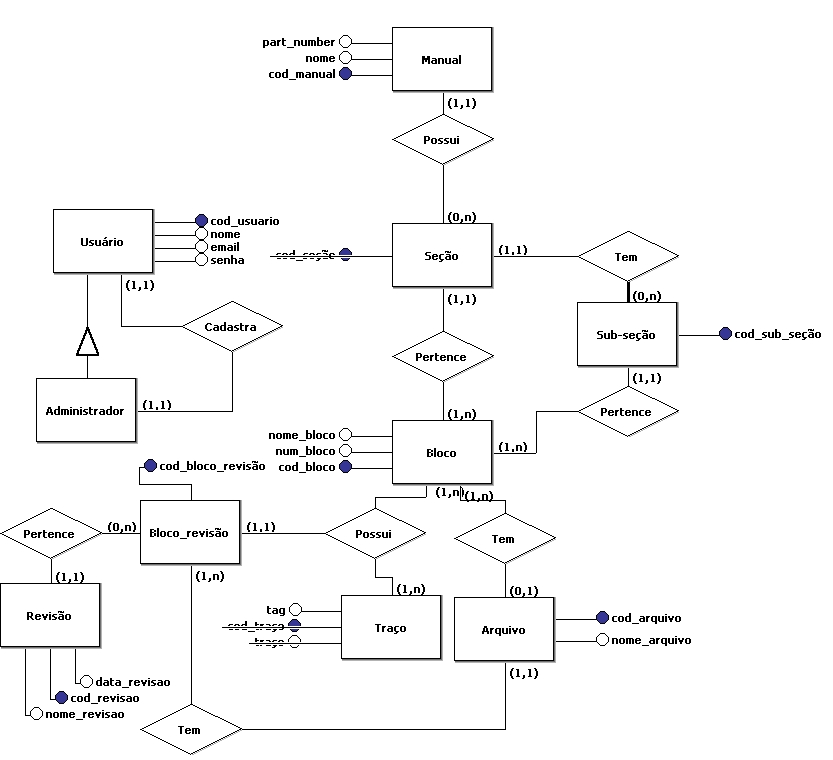 part_number
nome
cod_manual
Manual
(1,1)
Possui
(0,n)
Usuário
cod_usuario
nome
email
senha
(1,1)
cod_seção
Seção
(1,1)
Tem
(0,n)
(1,1)
Cadastra
Sub-seção
cod_sub_seção
Pertence
(1,1)
Administrador
(1,1)
Pertence
(1,n)
nome_bloco
num_bloco
cod_bloco
Bloco
(1,n)
cod_bloco_revisão
(1,n)
(1,n)
Pertence
(0,n)
Bloco_revisão
(1,1)
Possui
Tem
(1,1)
(1,n)
(1,n)
(0,1)
Revisão
tag
cod_traço
traço
Traço
Arquivo
cod_arquivo
nome_arquivo
(1,1)
data_revisao
cod_revisao
nome_revisao
Tem